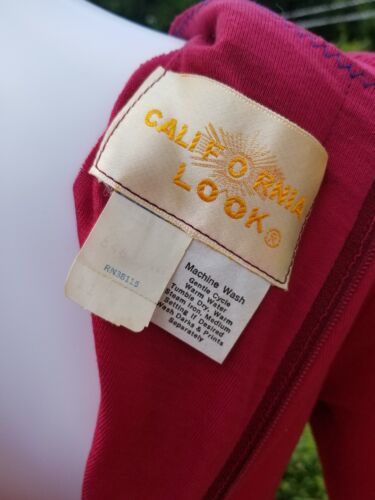 CALIFORNIA
LOOK®
RN38115
Machine Wash
Gentle Cycle
Warm Water
Tumble Dry, Warm
Steam Iron, Medium
Setting if Desired
Wash Darks & Prints
Separately